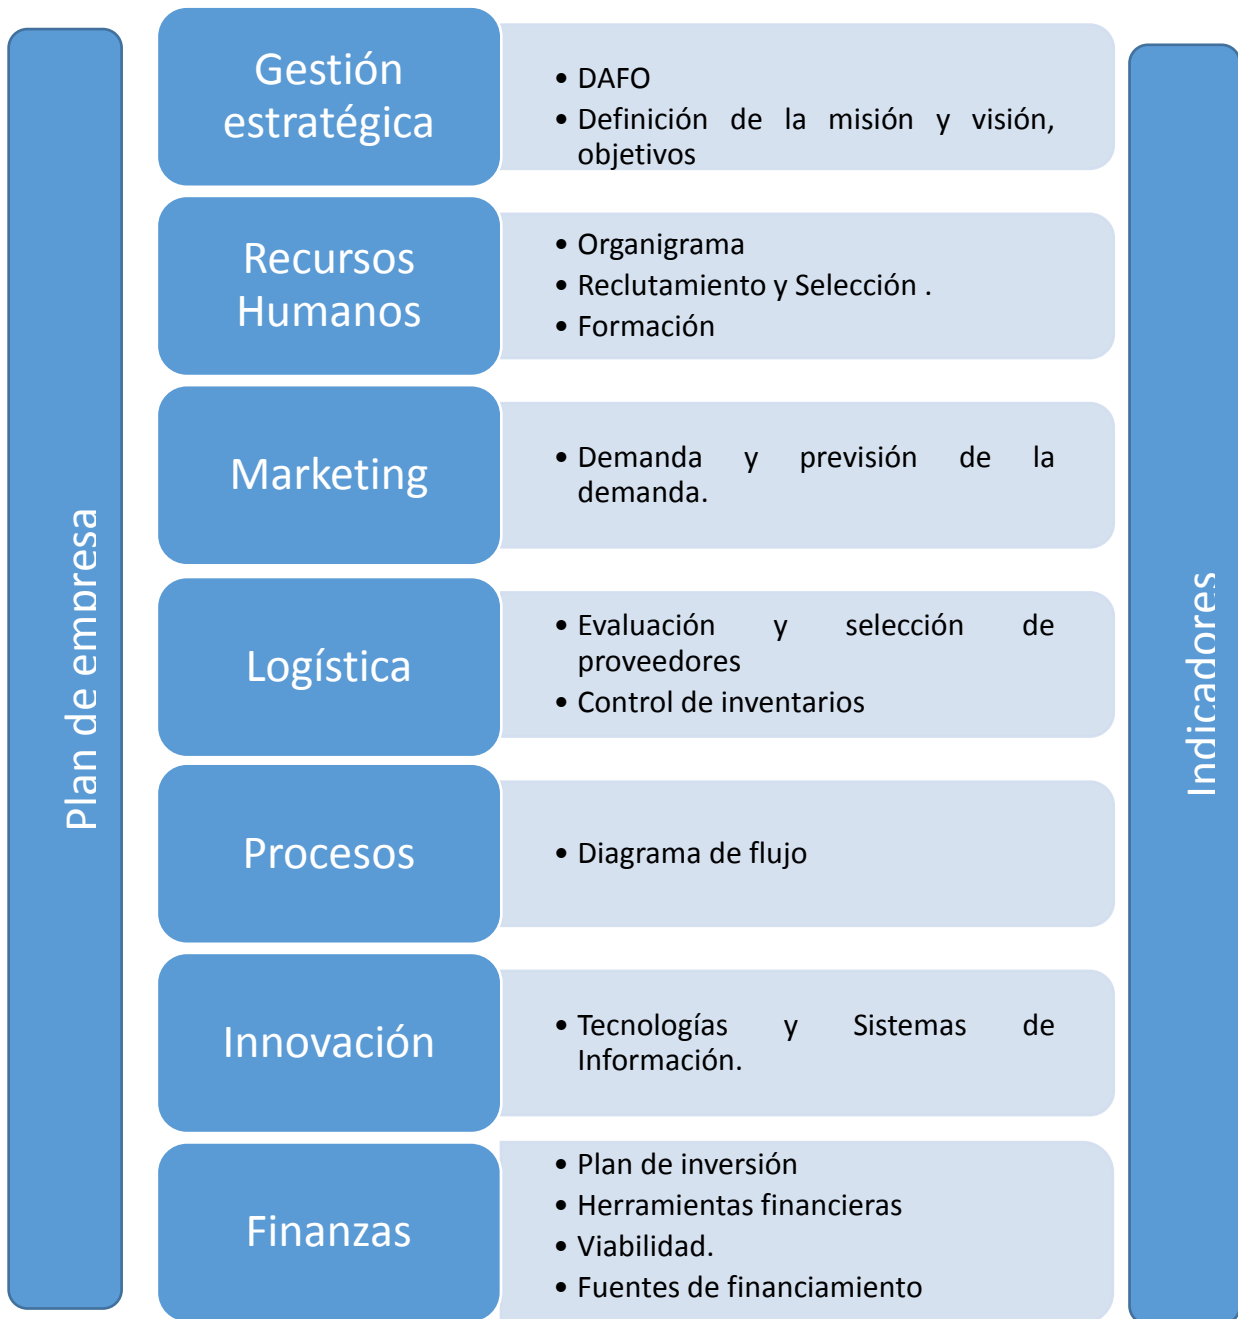 Plan de empresa
Gestión
estratégica
• DAFO
• Definición de la misión y visión,
objetivos
Recursos
Humanos
• Organigrama
• Reclutamiento y Selección .
• Formación
Marketing
• Demanda y previsión de la
demanda.
Logística
• Evaluación y selección de
proveedores
• Control de inventarios
Procesos
• Diagrama de flujo
Innovación
• Tecnologías y Sistemas de
Información.
Finanzas
• Plan de inversión
• Herramientas financieras
• Viabilidad.
• Fuentes de financiamiento
Indicadores